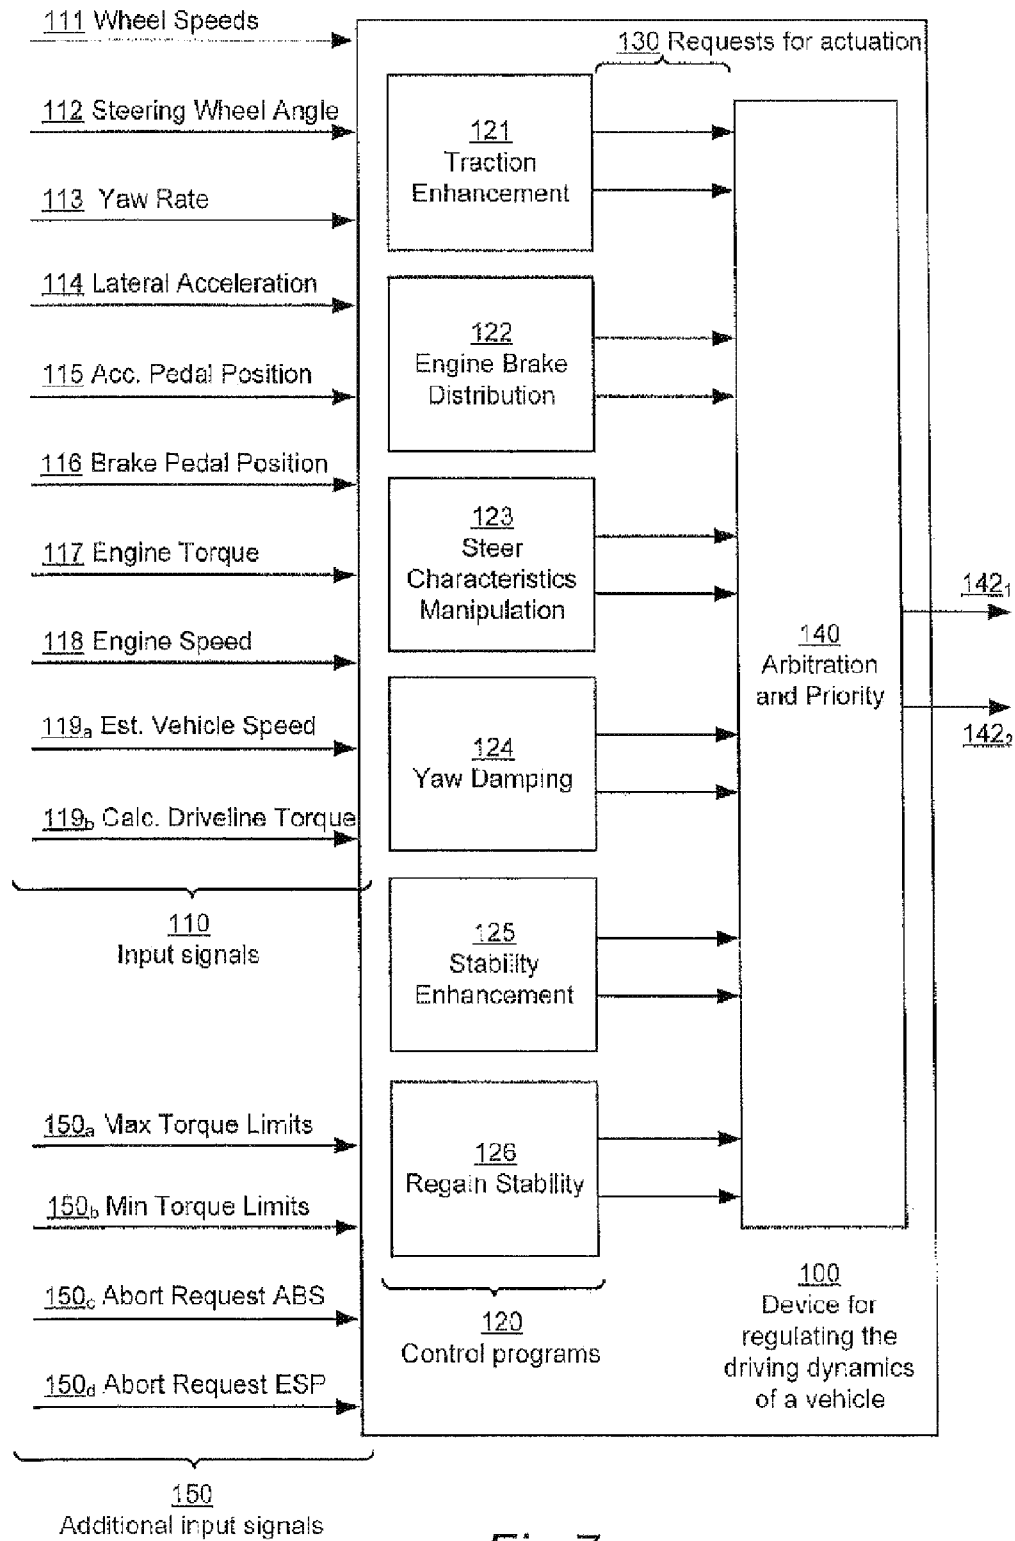 111 Wheel Speeds
112 Steering Wheel Angle
113 Yaw Rate
114 Lateral Acceleration
115 Acc. Pedal Position
116 Brake Pedal Position
117 Engine Torque
118 Engine Speed
119a Est. Vehicle Speed
119b Calc. Driveline Torque
110
Input signals
150a Max Torque Limits
150b Min Torque Limits
150c Abort Request ABS
150d Abort Request ESP
150
Additional input signals
130 Requests for actuation
121
Traction
Enhancement
122
Engine Brake
Distribution
123
Steer
Characteristics
Manipulation
124
Yaw Damping
125
Stability
Enhancement
126
Regain Stability
120
Control programs
140
Arbitration
and Priority
100
Device for
regulating the
driving dynamics
of a vehicle
142₁
142₂